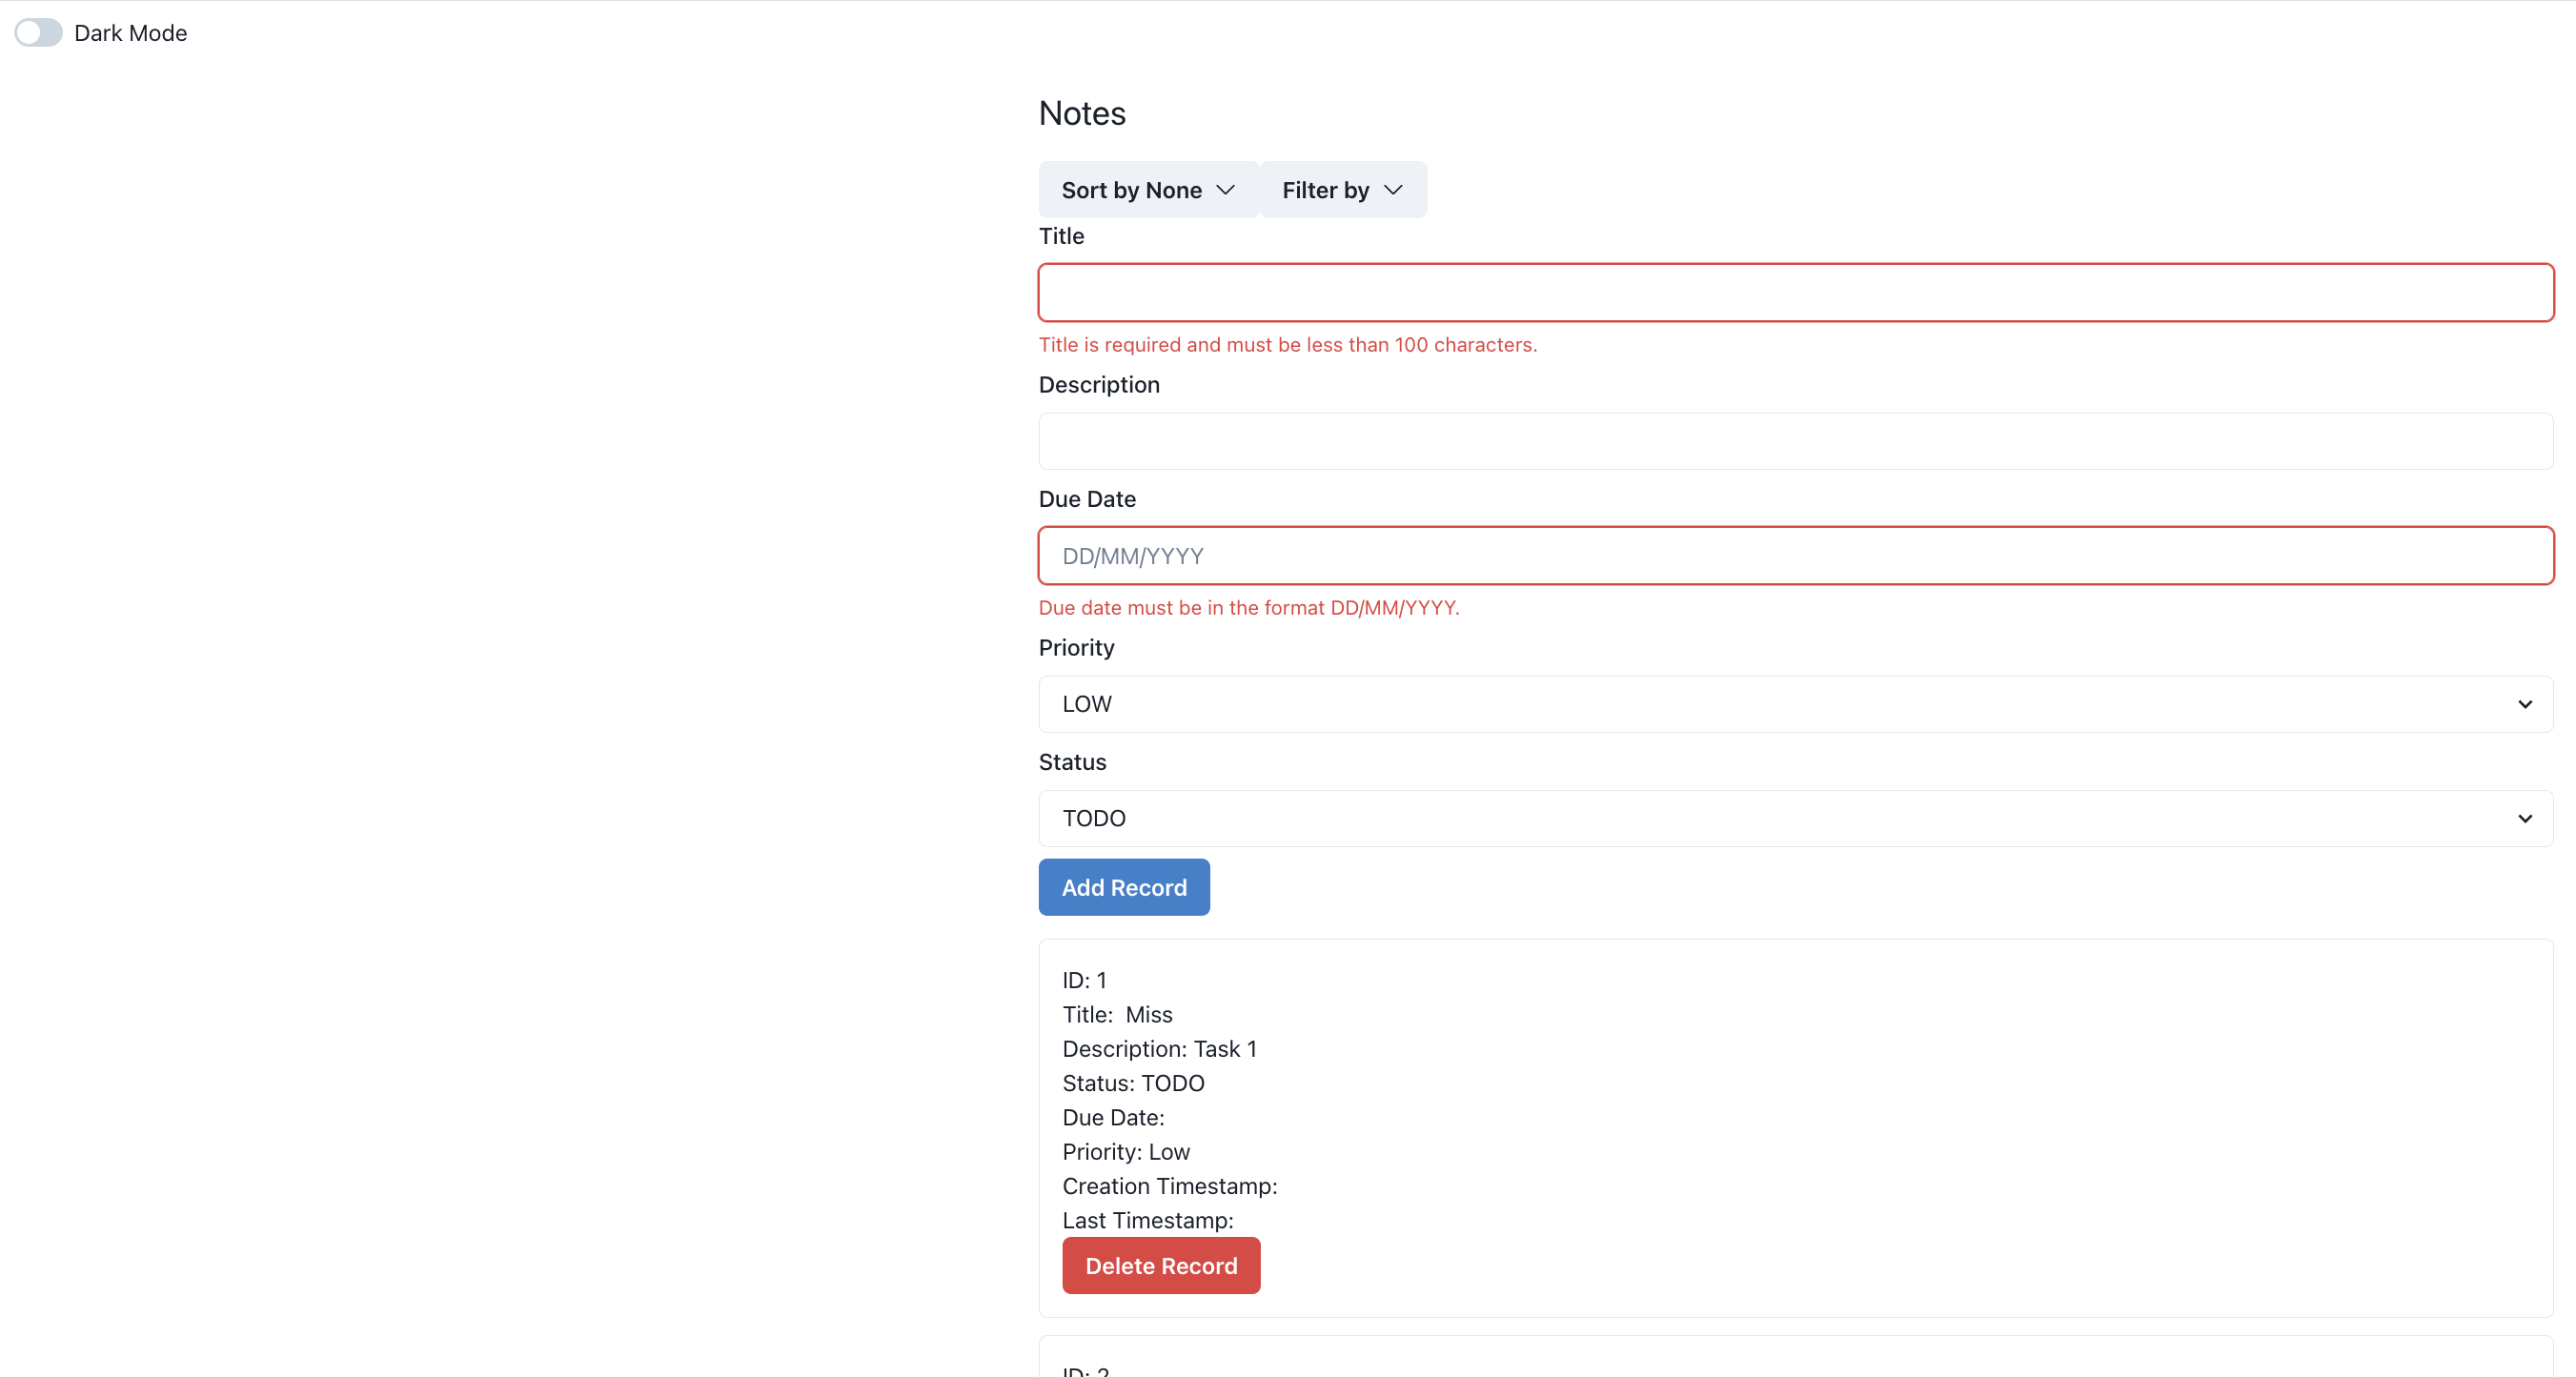 Dark Mode
Notes
Sort by None Filter by
Title
Title is required and must be less than 100 characters.
Description
Due Date
DD/MM/YYYY
Due date must be in the format DD/MM/YYYY.
Priority
LOW
Status
TODO
Add Record
ID: 1
Title:  Miss
Description: Task 1
Status: TODO
Due Date:
Priority: Low
Creation Timestamp:
Last Timestamp:
Delete Record
ID: 2